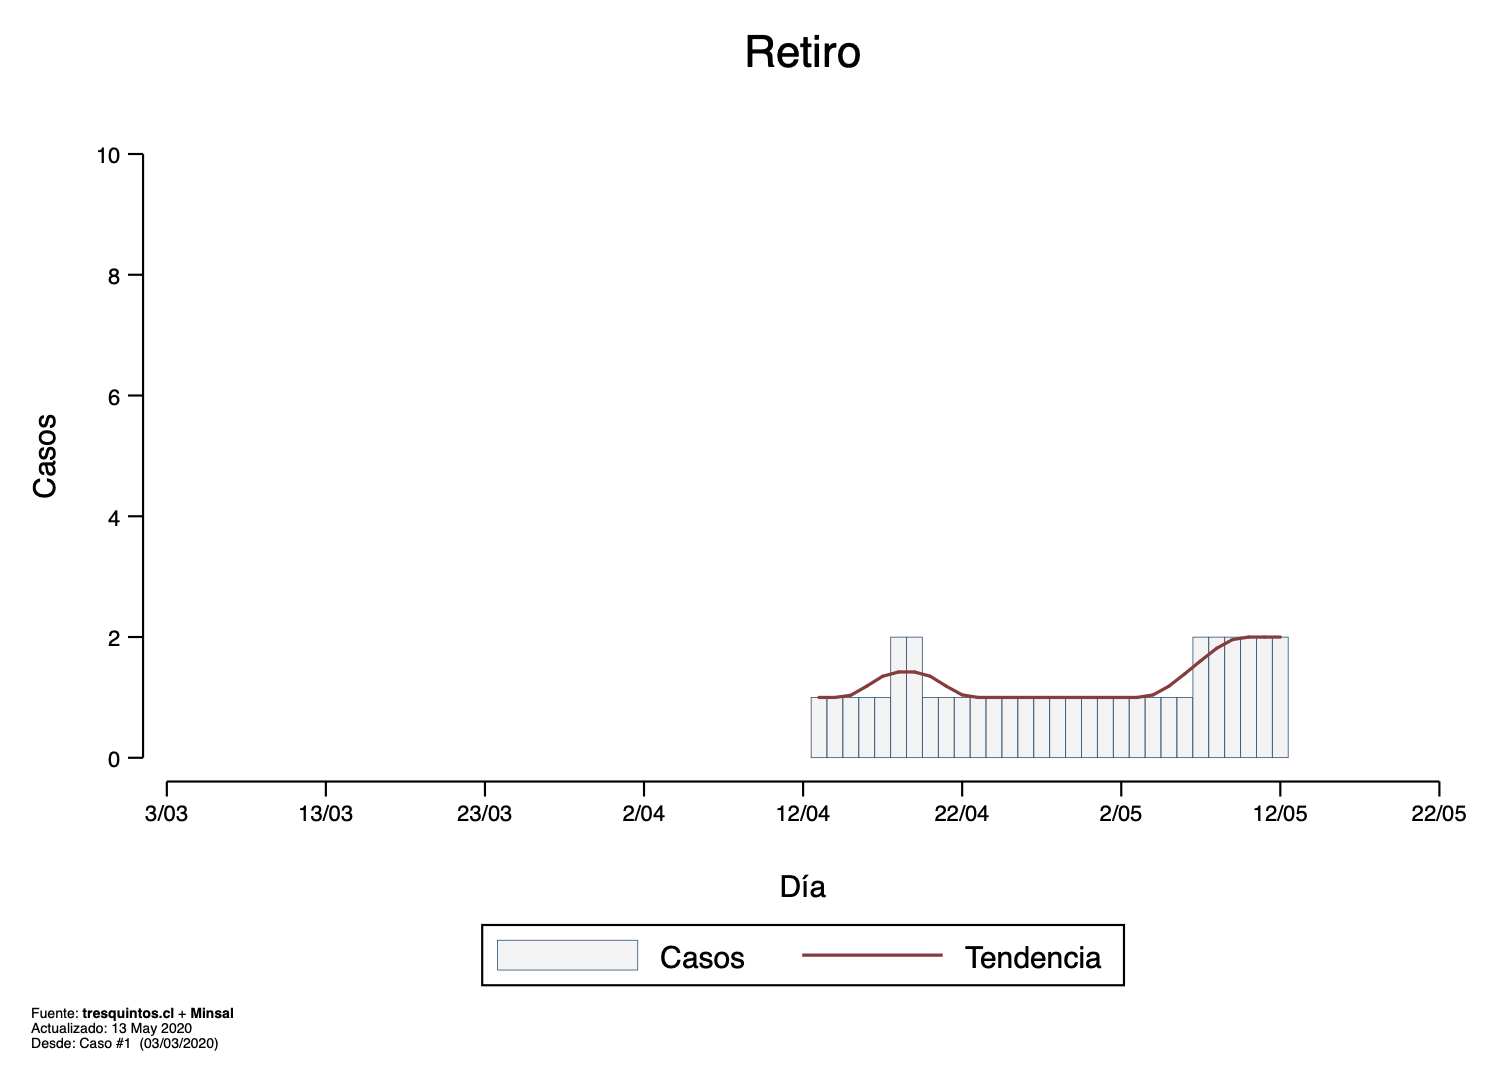 Retiro
10
8
6
4
2
0
Casos
3/03 13/03 23/03 2/04 12/04 22/04 2/05 12/05 22/05
Día
Casos Tendencia
Fuente: tresquintos.cl + Minsal
Actualizado: 13 May 2020
Desde: Caso #1 (03/03/2020)